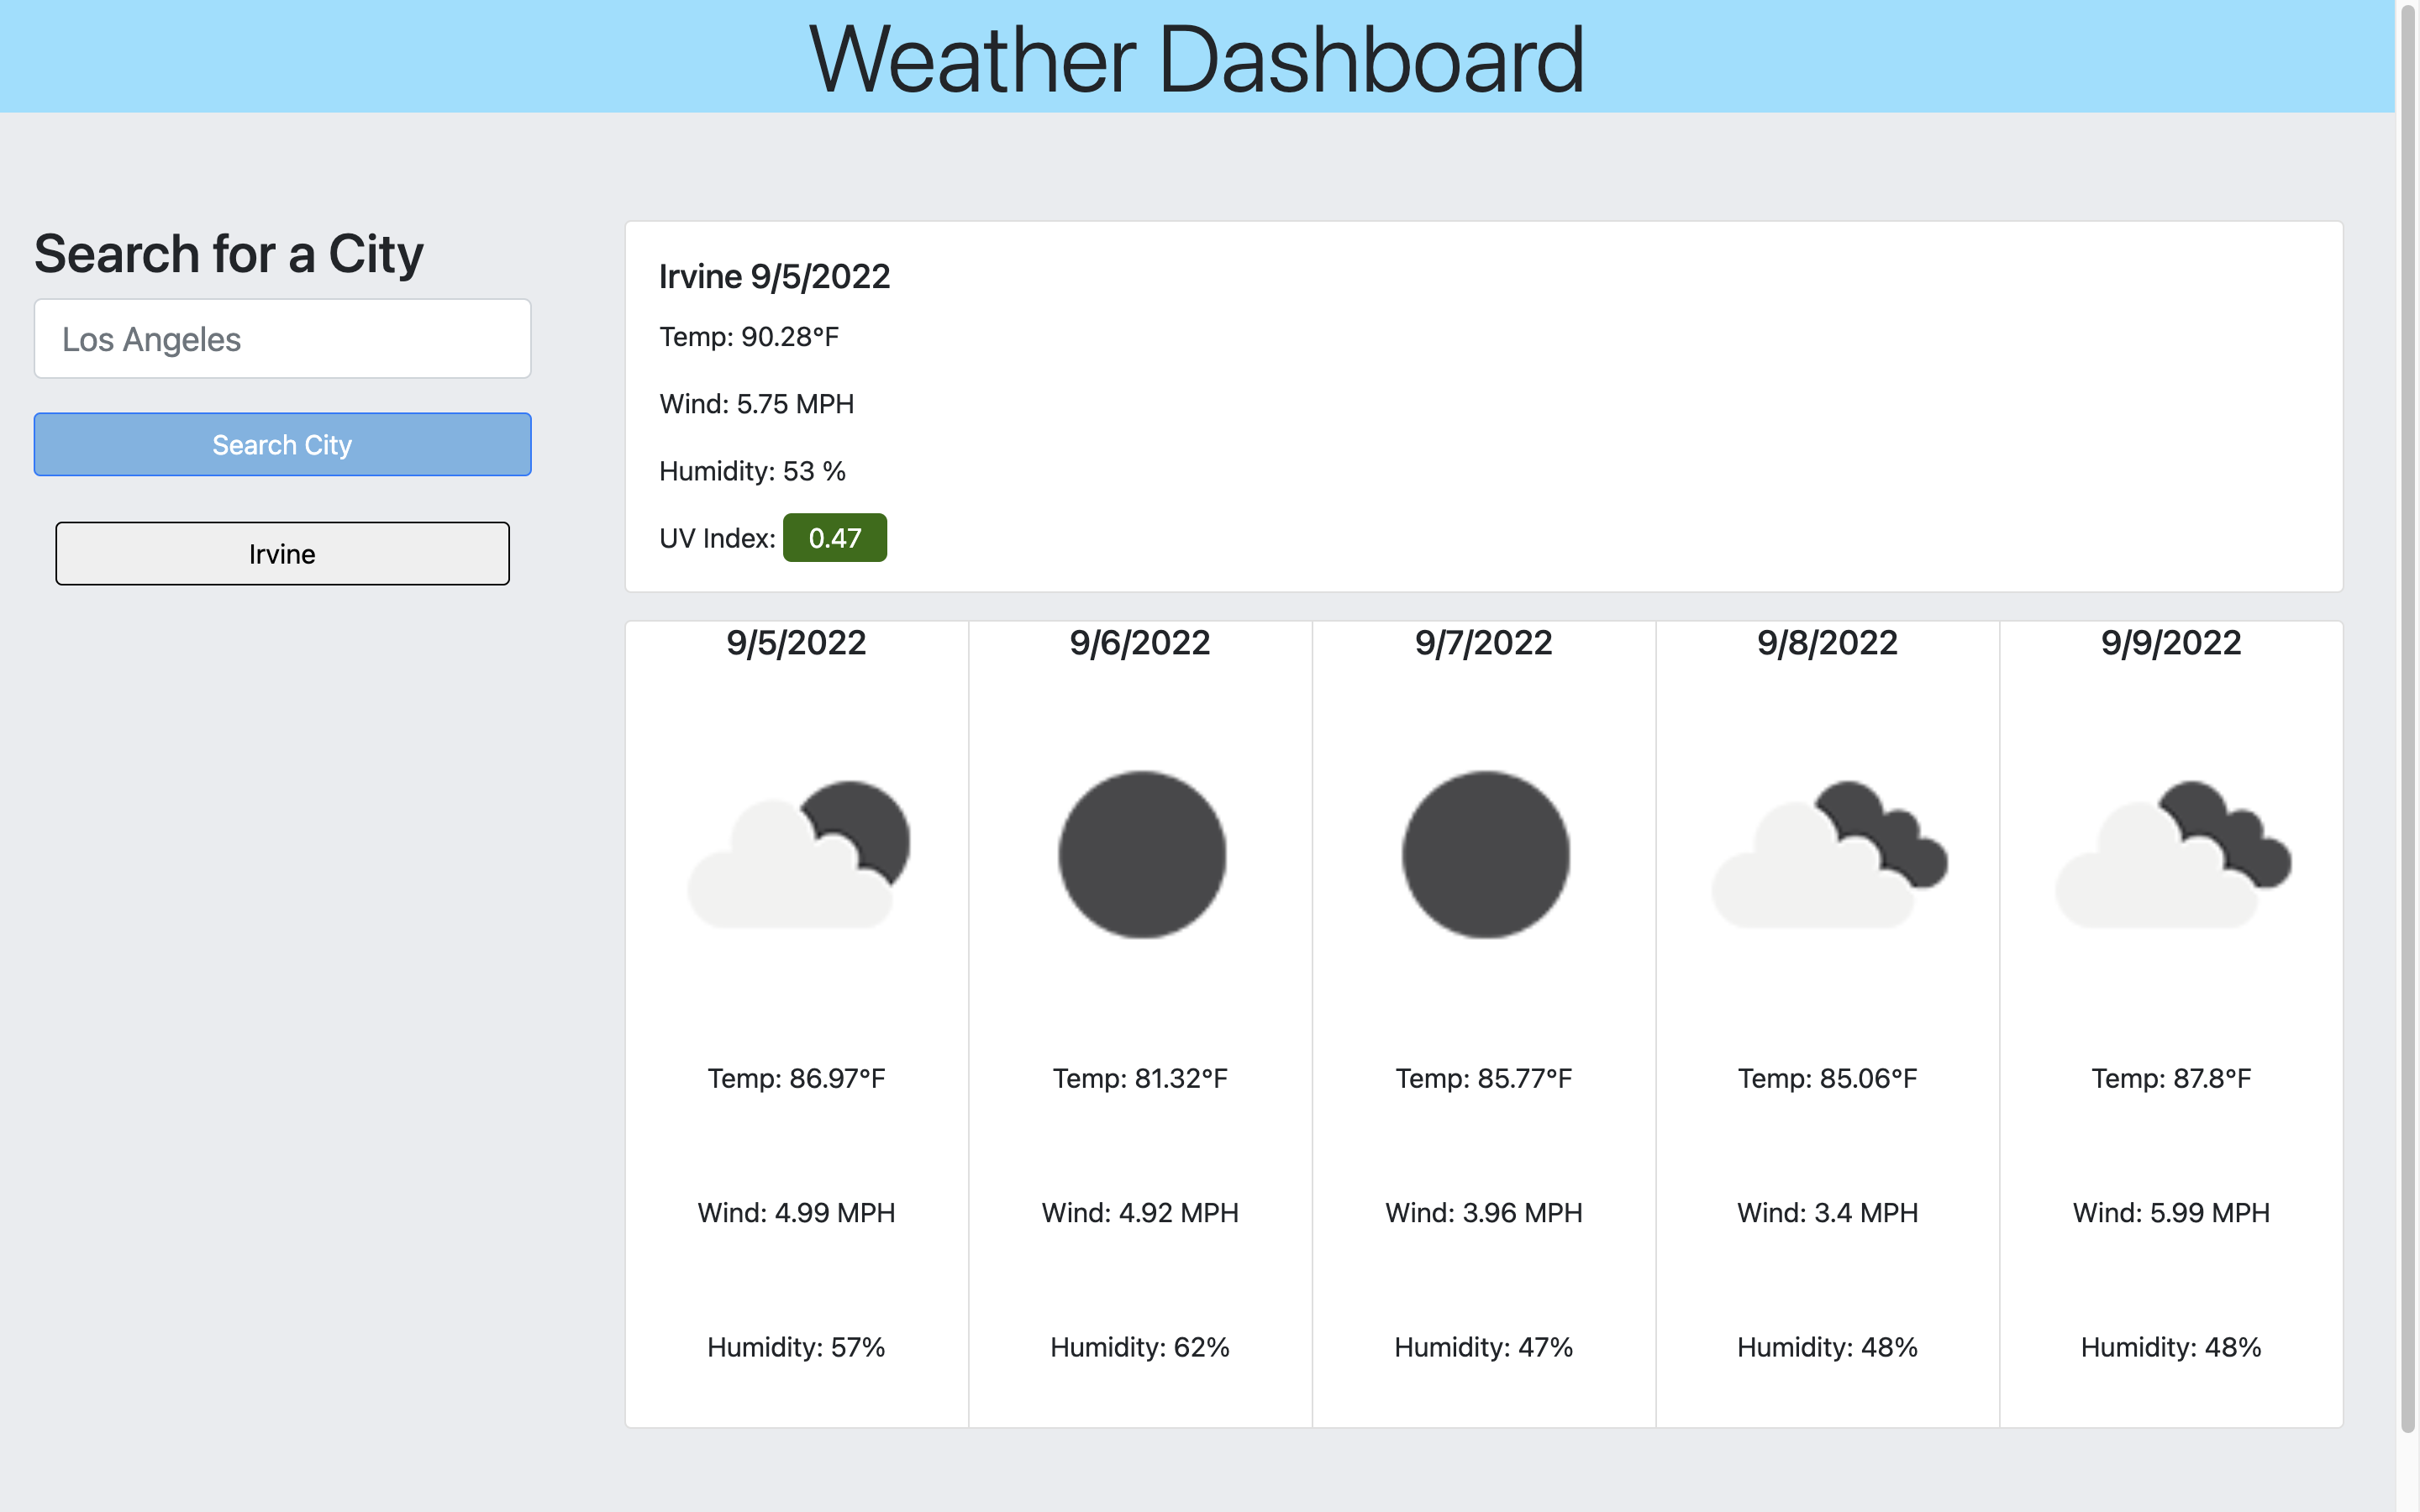 Weather Dashboard
Search for a City
Los Angeles
Search City
Irvine
Irvine 9/5/2022
Temp: 90.28°F
Wind: 5.75 MPH
Humidity: 53 %
UV Index: 0.47
9/5/2022
Temp: 86.97°F
Wind: 4.99 MPH
Humidity: 57%
9/6/2022
Temp: 81.32°F
Wind: 4.92 MPH
Humidity: 62%
9/7/2022
Temp: 85.77°F
Wind: 3.96 MPH
Humidity: 47%
9/8/2022
Temp: 85.06°F
Wind: 3.4 MPH
Humidity: 48%
9/9/2022
Temp: 87.8°F
Wind: 5.99 MPH
Humidity: 48%